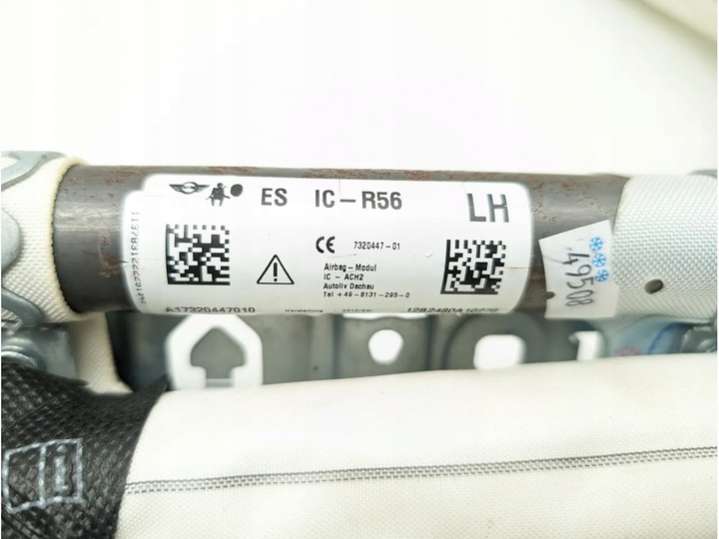 ES IC-R56 LH
CE 7320447-01
Airbag-Modul
IC - ACH2
Autoliv Dachau
Tel +49-8131-295-0
A17320447010
49508